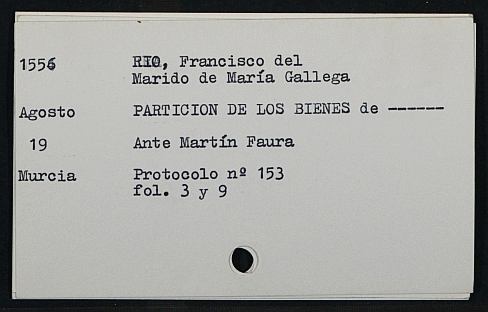 1556 RIO, Francisco del
Marido de María Gallega
Agosto PARTICION DE LOS BIENES de ------
19 Ante Martín Faura
Murcia Protocolo nº 153
fol. 3 y 9